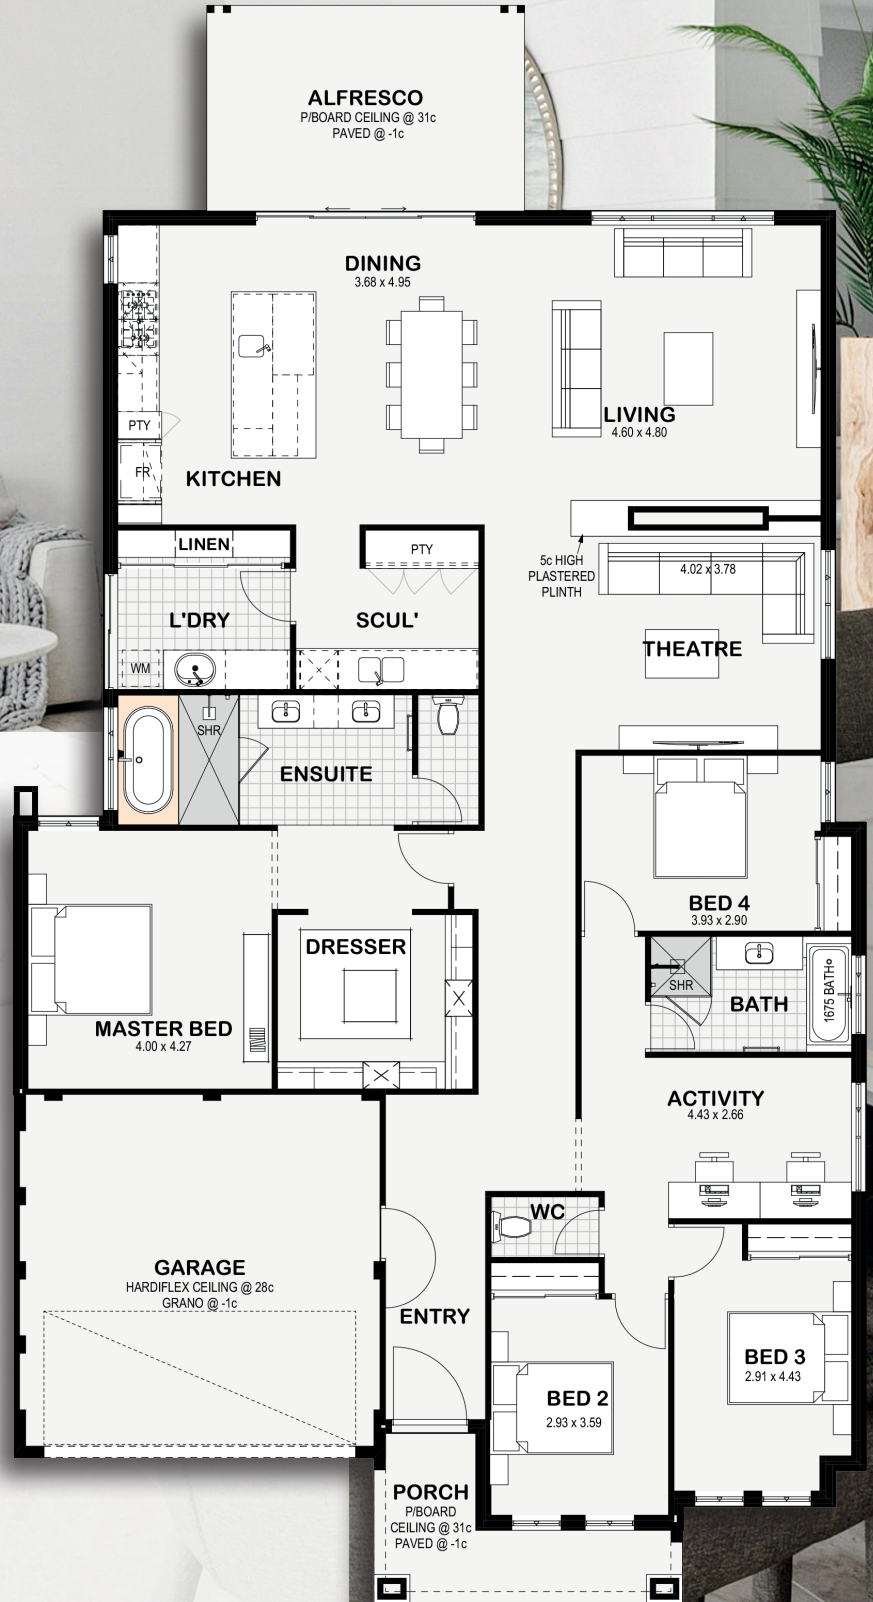 ALFRESCO
P/BOARD CEILING @ 31c
PAVED @ -1c
DINING
3.68 x 4.95
LIVING
4.60 x 4.80
PTY
FR
KITCHEN
LINEN
PTY
5c HIGH
PLASTERED
PLINTH
4.02 x 3.78
L'DRY
SCUL'
THEATRE
WM
SHR
ENSUITE
BED 4
3.93 x 2.90
DRESSER
SHR
BATH
1675 BATH
MASTER BED
4.00 x 4.27
ACTIVITY
4.43 x 2.66
WC
GARAGE
HARDIFLEX CEILING @ 28c
GRANO @ -1c
ENTRY
BED 3
2.91 x 4.43
BED 2
2.93 x 3.59
PORCH
P/BOARD
CEILING @ 31c
PAVED @ -1c